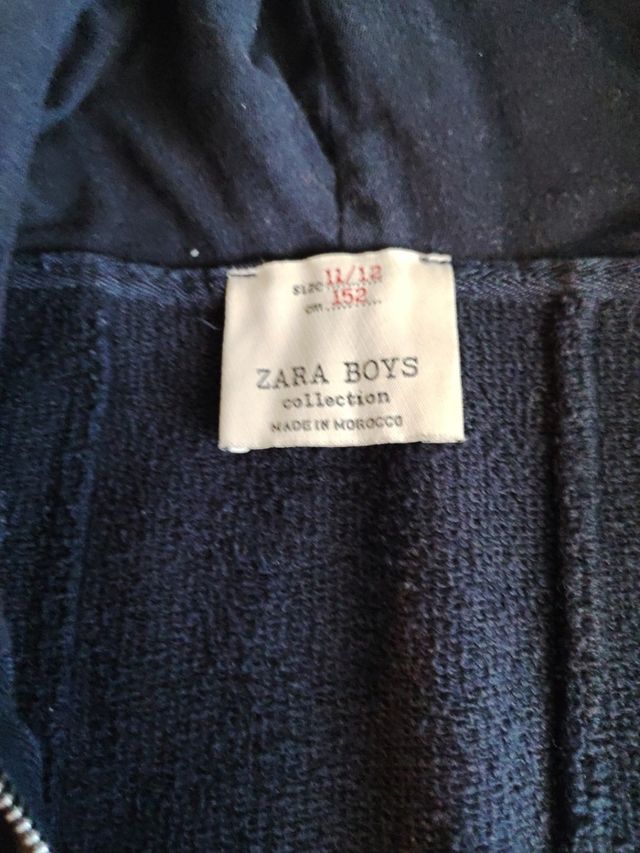 SIZE 11/12
cm 152
ZARA BOYS
collection
MADE IN MOROCCO